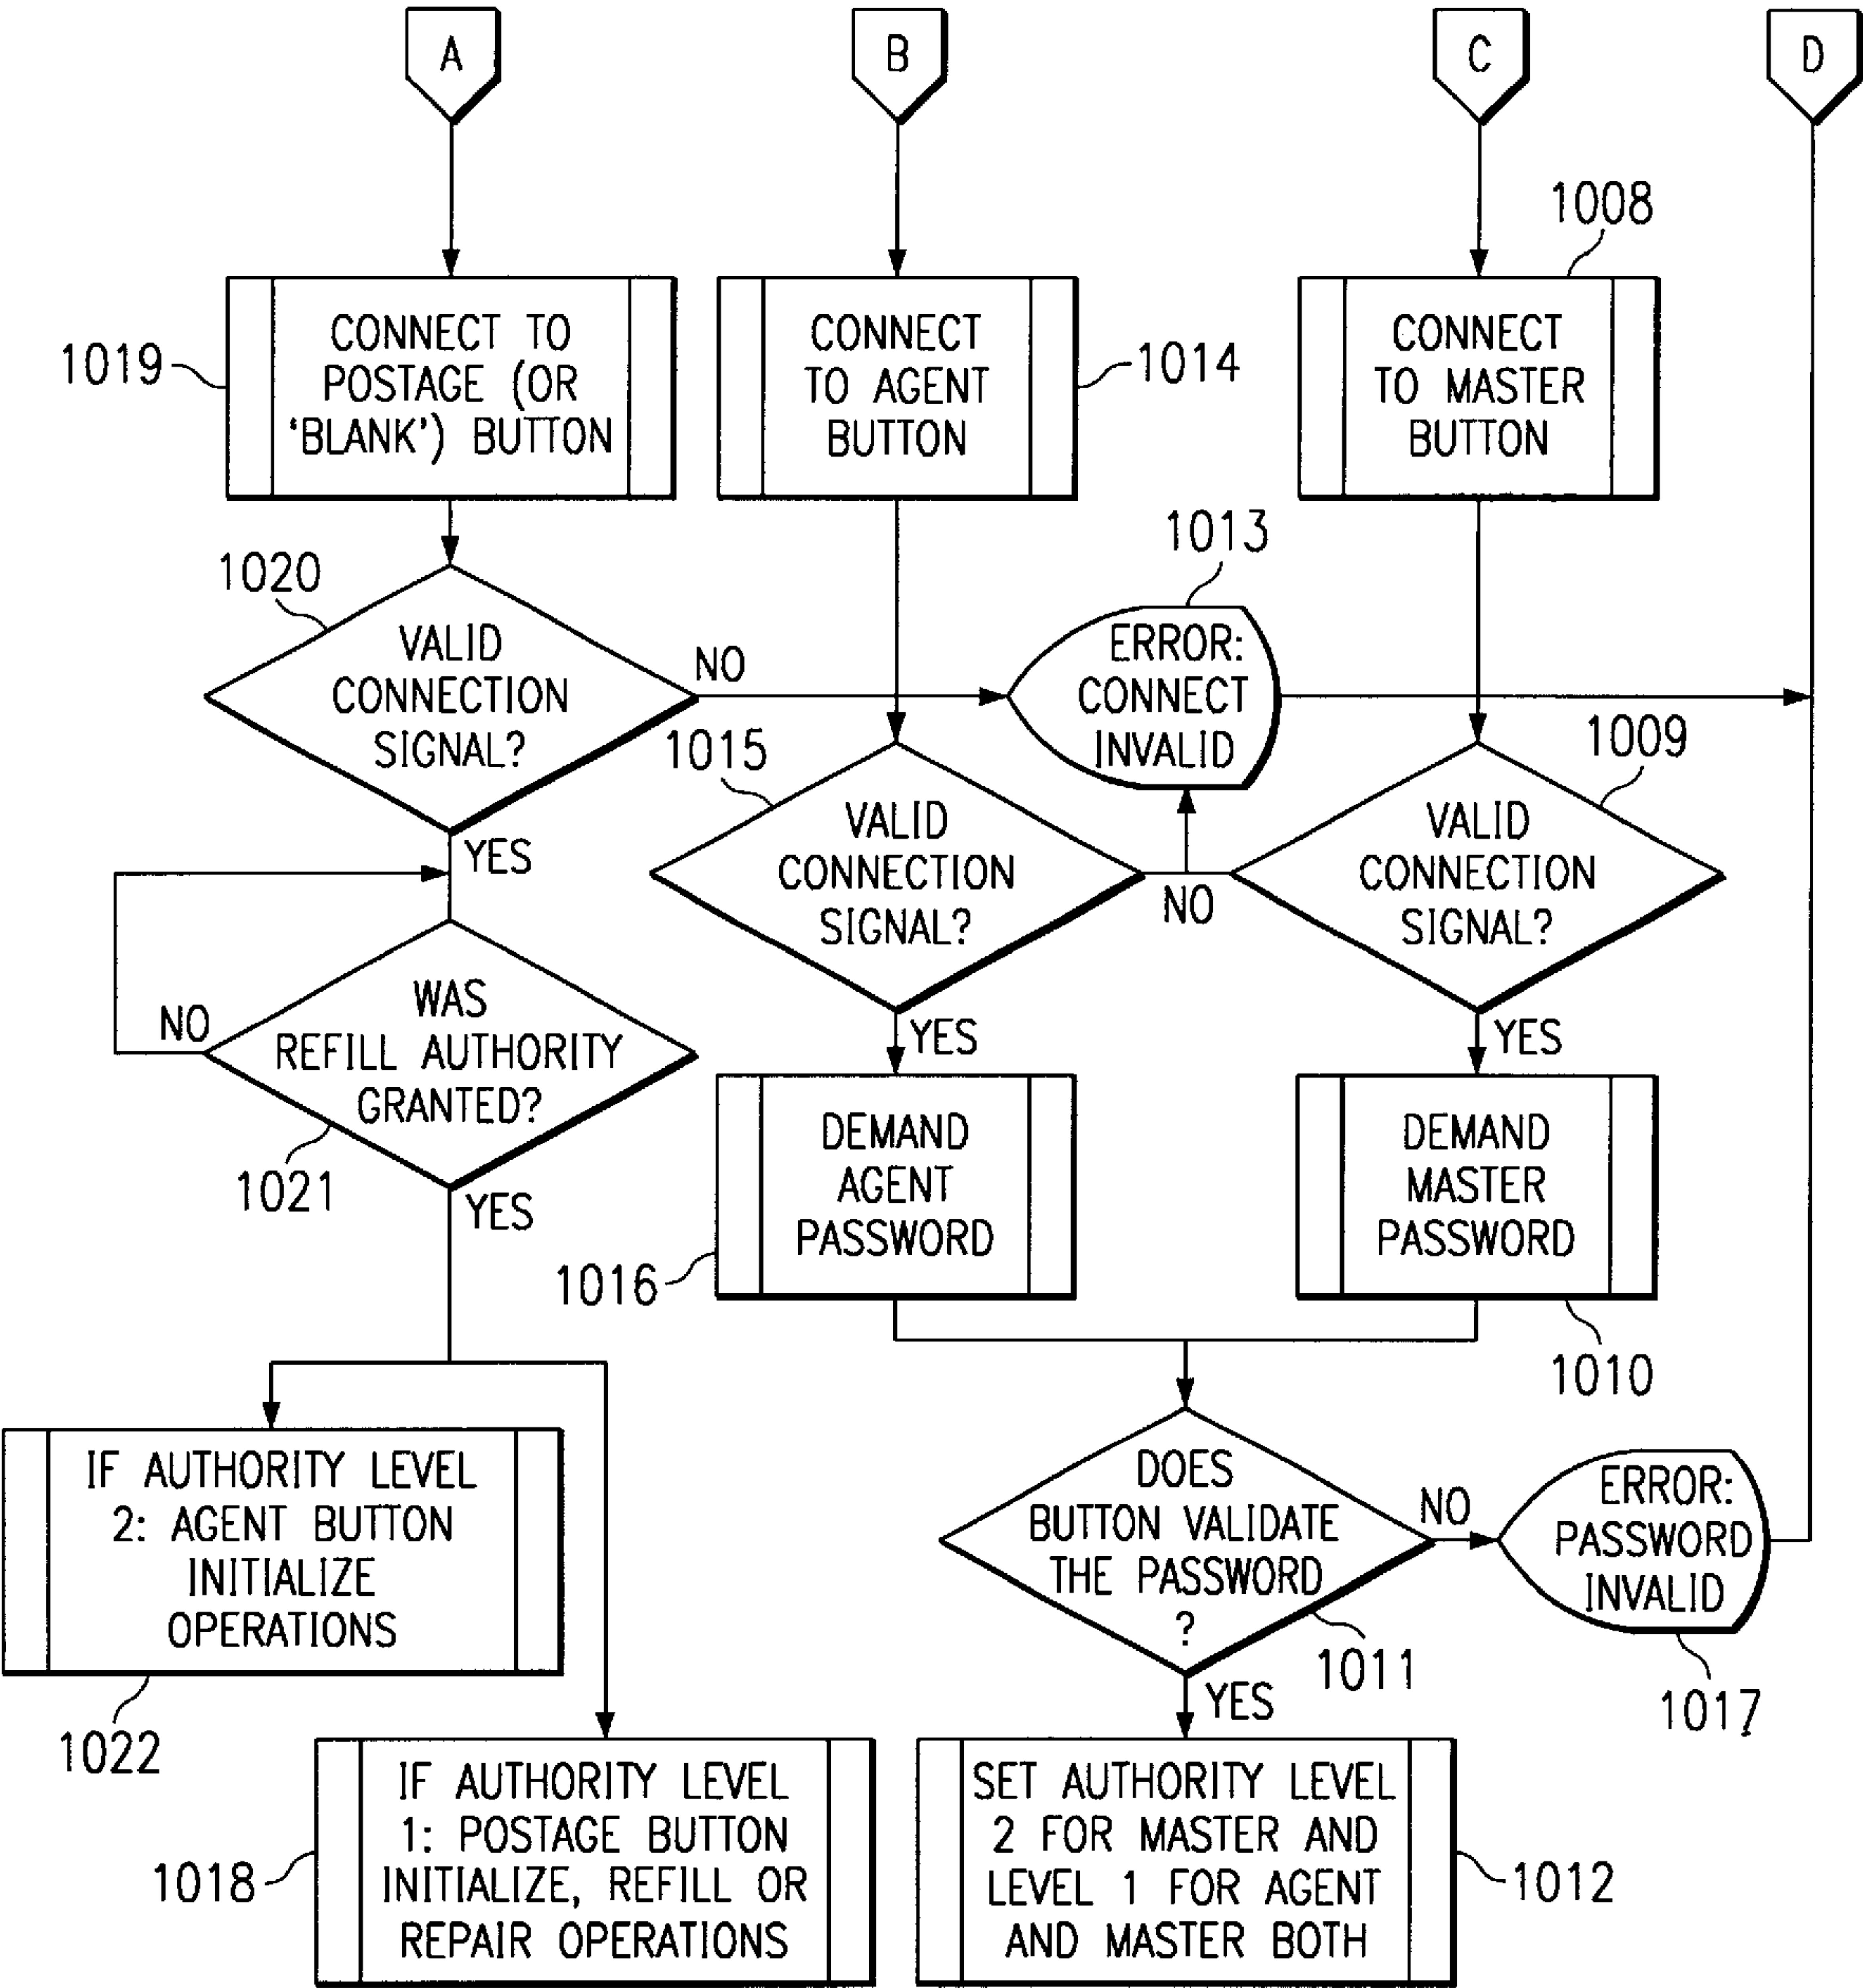 A
B
C
D
1008
CONNECT TO
POSTAGE (OR
'BLANK') BUTTON
1019
CONNECT
TO AGENT
BUTTON
1014
CONNECT
TO MASTER
BUTTON
1013
1020
VALID
CONNECTION
SIGNAL?
NO
ERROR:
CONNECT
INVALID
1015
1009
YES
VALID
CONNECTION
SIGNAL?
NO
VALID
CONNECTION
SIGNAL?
NO
WAS
REFILL AUTHORITY
GRANTED?
1021
YES
YES
YES
DEMAND
AGENT
PASSWORD
1016
DEMAND
MASTER
PASSWORD
1010
IF AUTHORITY LEVEL
2: AGENT BUTTON
INITIALIZE
OPERATIONS
1022
DOES
BUTTON VALIDATE
THE PASSWORD
?
1011
NO
ERROR:
PASSWORD
INVALID
1017
YES
IF AUTHORITY LEVEL
1: POSTAGE BUTTON
INITIALIZE, REFILL OR
REPAIR OPERATIONS
1018
SET AUTHORITY LEVEL
2 FOR MASTER AND
LEVEL 1 FOR AGENT
AND MASTER BOTH
1012